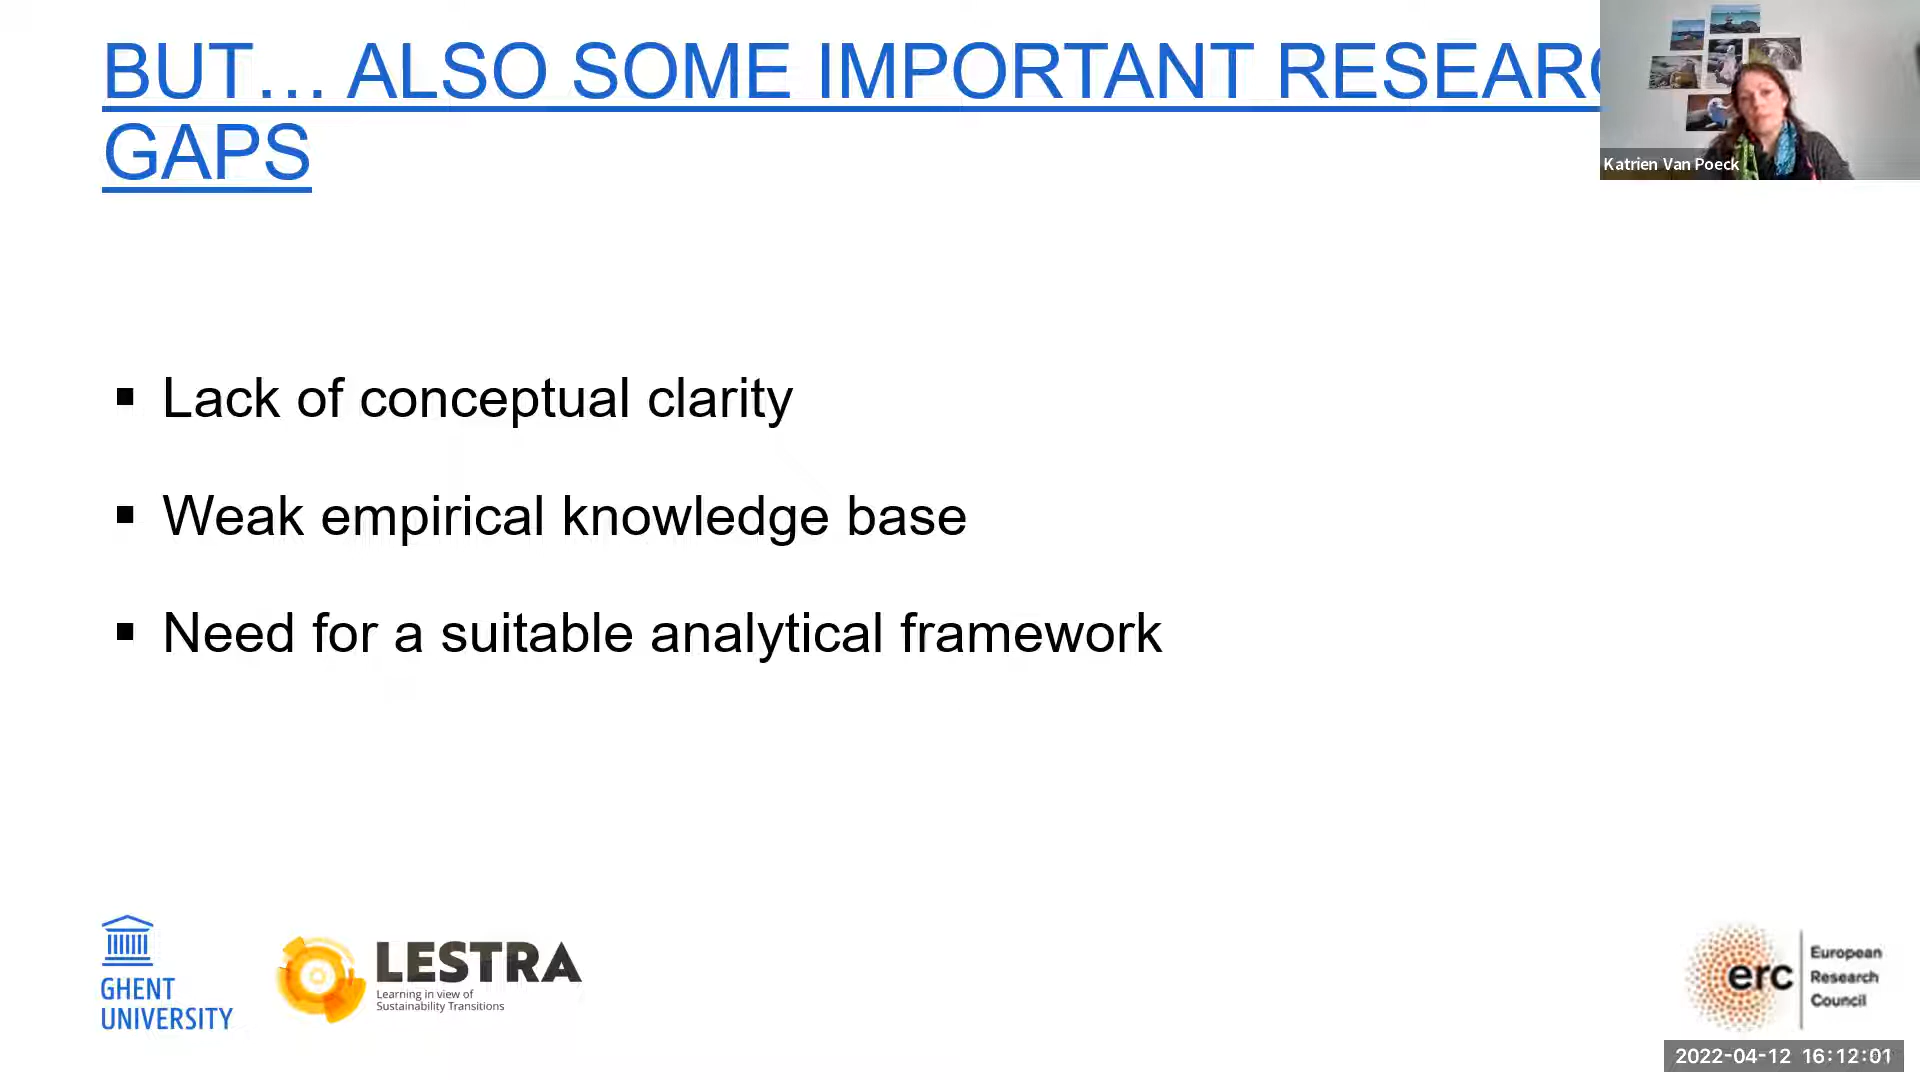 BUT... ALSO SOME IMPORTANT
GAPS
Katrien Van Poeck
▪ Lack of conceptual clarity
▪ Weak empirical knowledge base
▪ Need for a suitable analytical framework
GHENT
UNIVERSITY
LESTRA
Learning in view of
Sustainability Transitions
erc
European
Research
Council
2022-04-12 16:12:01